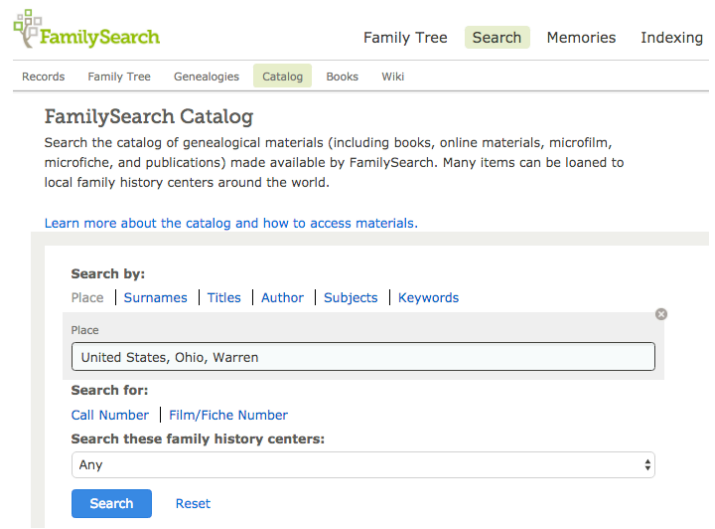 FamilySearch
Family Tree Search Memories Indexing
Records Family Tree Genealogies Catalog Books Wiki
FamilySearch Catalog
Search the catalog of genealogical materials (including books, online materials, microfilm,
microfiche, and publications) made available by FamilySearch. Many items can be loaned to
local family history centers around the world.
Learn more about the catalog and how to access materials.
Search by:
Place | Surnames | Titles | Author | Subjects | Keywords
Place
United States, Ohio, Warren
Search for:
Call Number | Film/Fiche Number
Search these family history centers:
Any
Search Reset